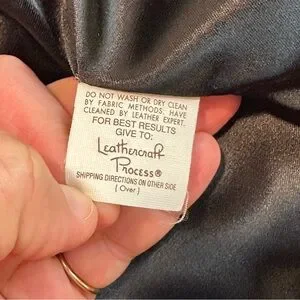 DO NOT WASH OR DRY CLEAN
BY FABRIC METHODS: HAVE
CLEANED BY LEATHER EXPERT.
FOR BEST RESULTS
GIVE TO:
Leathercraft
Process®
SHIPPING DIRECTIONS ON OTHER SIDE
(Over)